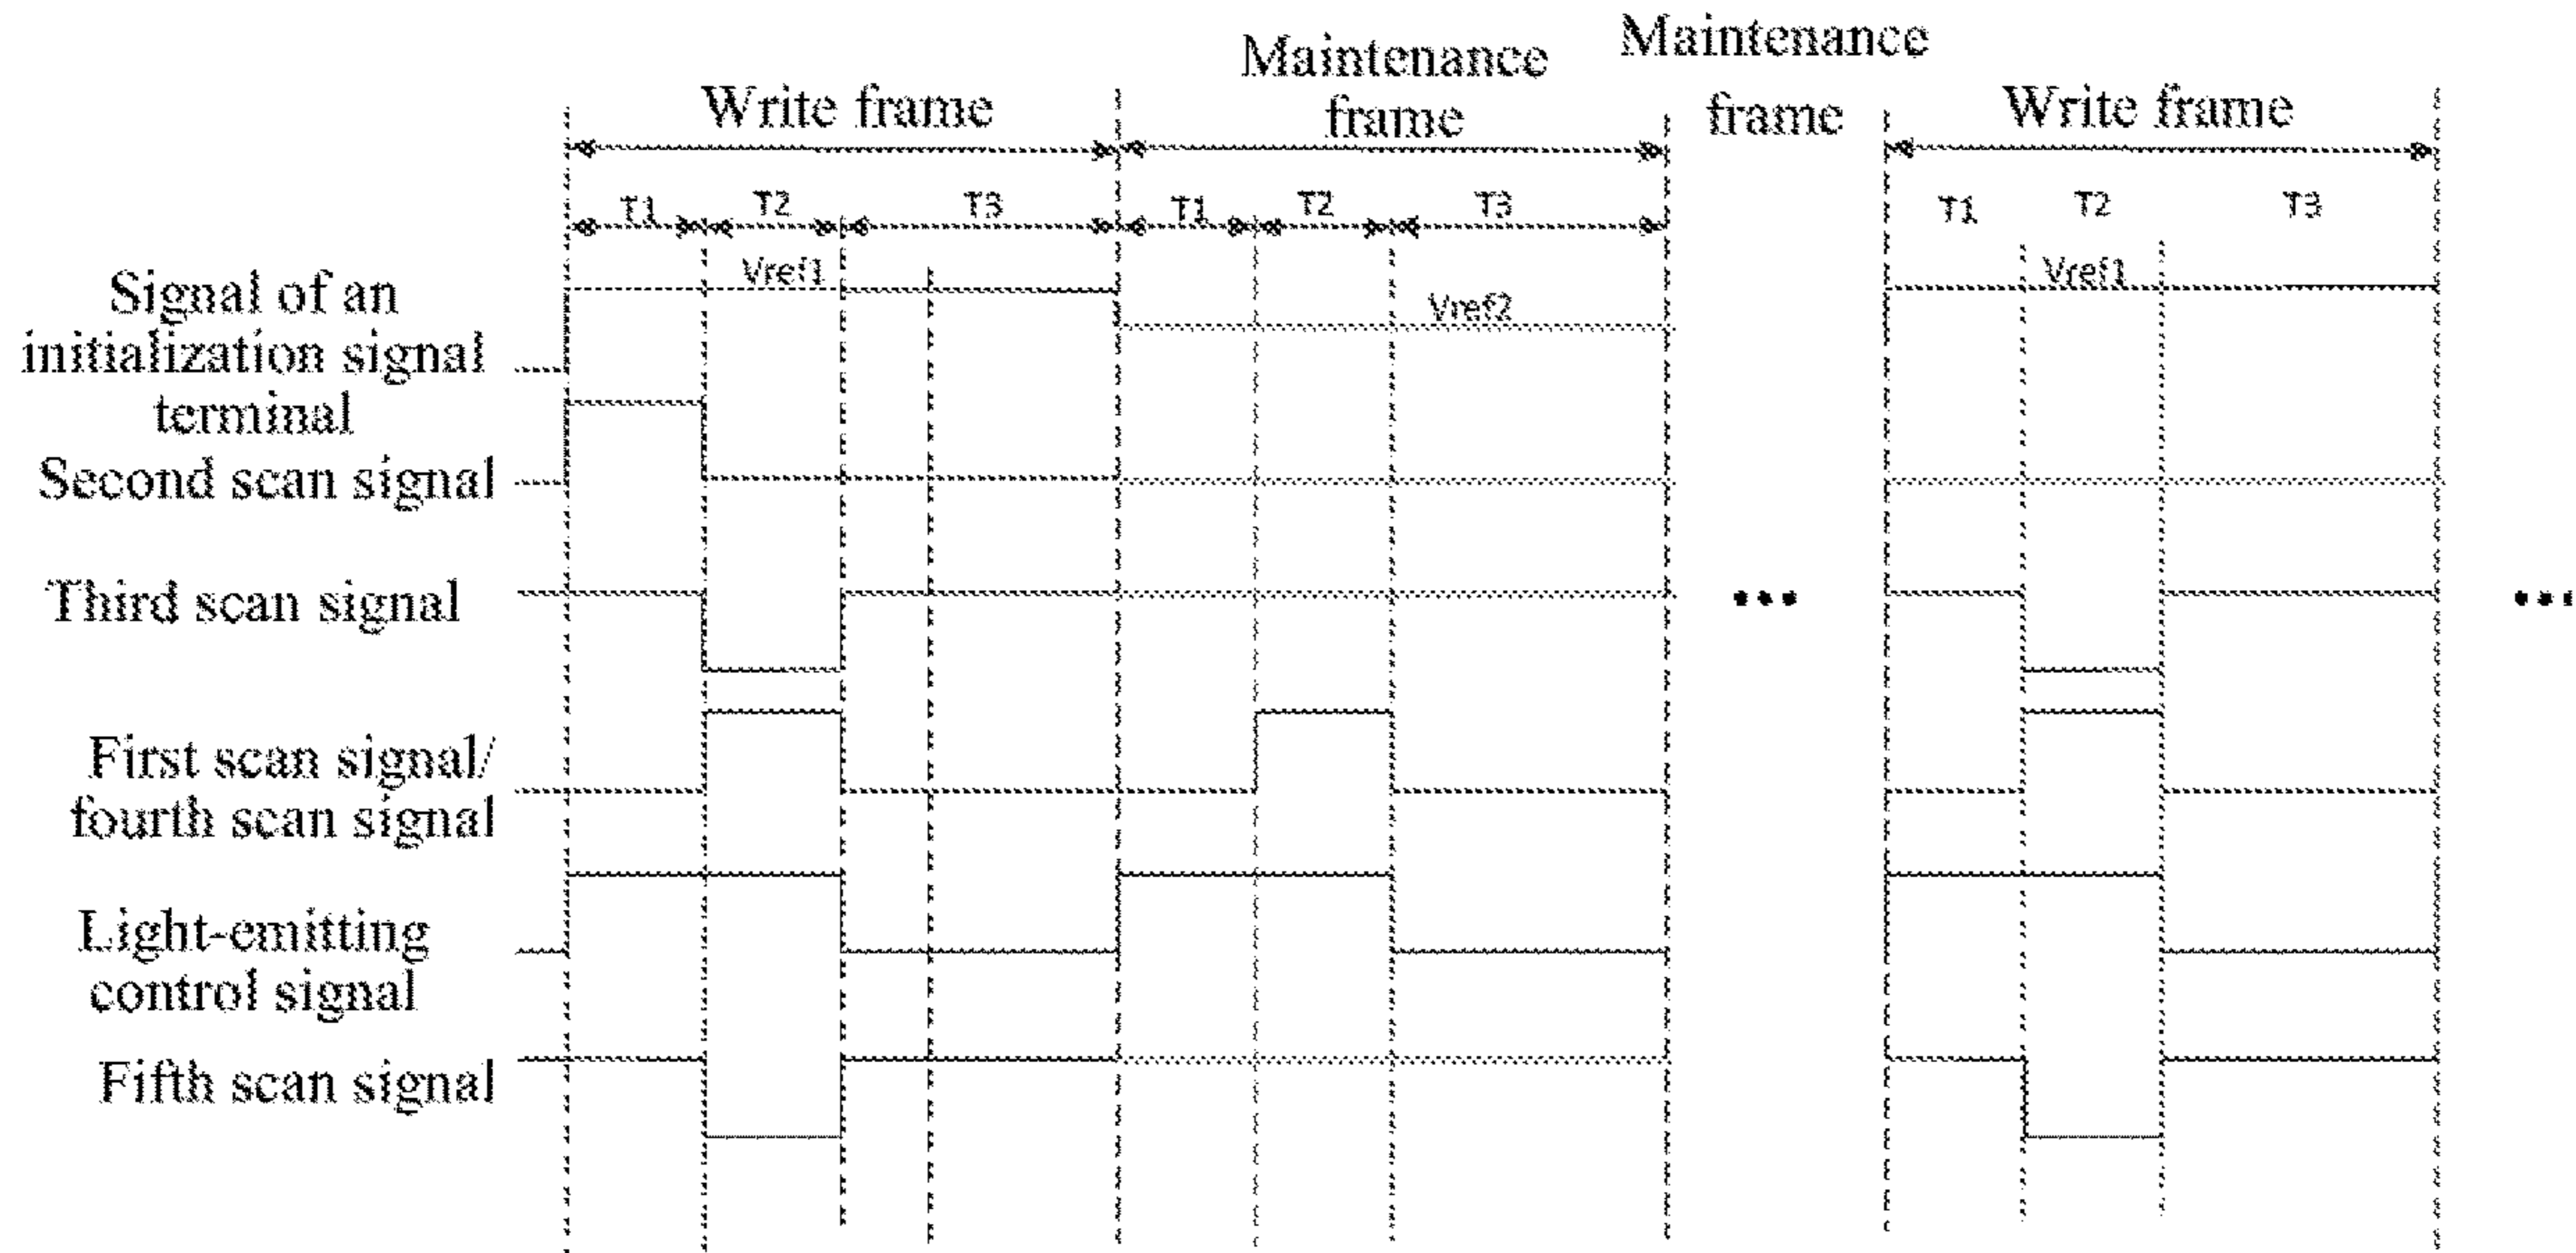 Maintenance
frame
Maintenance
frame
Write frame
Write frame
T1 T2 T3 T1 T2 T3 T1 T2 T3
Vref1
Vref2
Vref1
Signal of an
initialization signal
terminal
Second scan signal
Third scan signal
...
...
First scan signal/
fourth scan signal
Light-emitting
control signal
Fifth scan signal